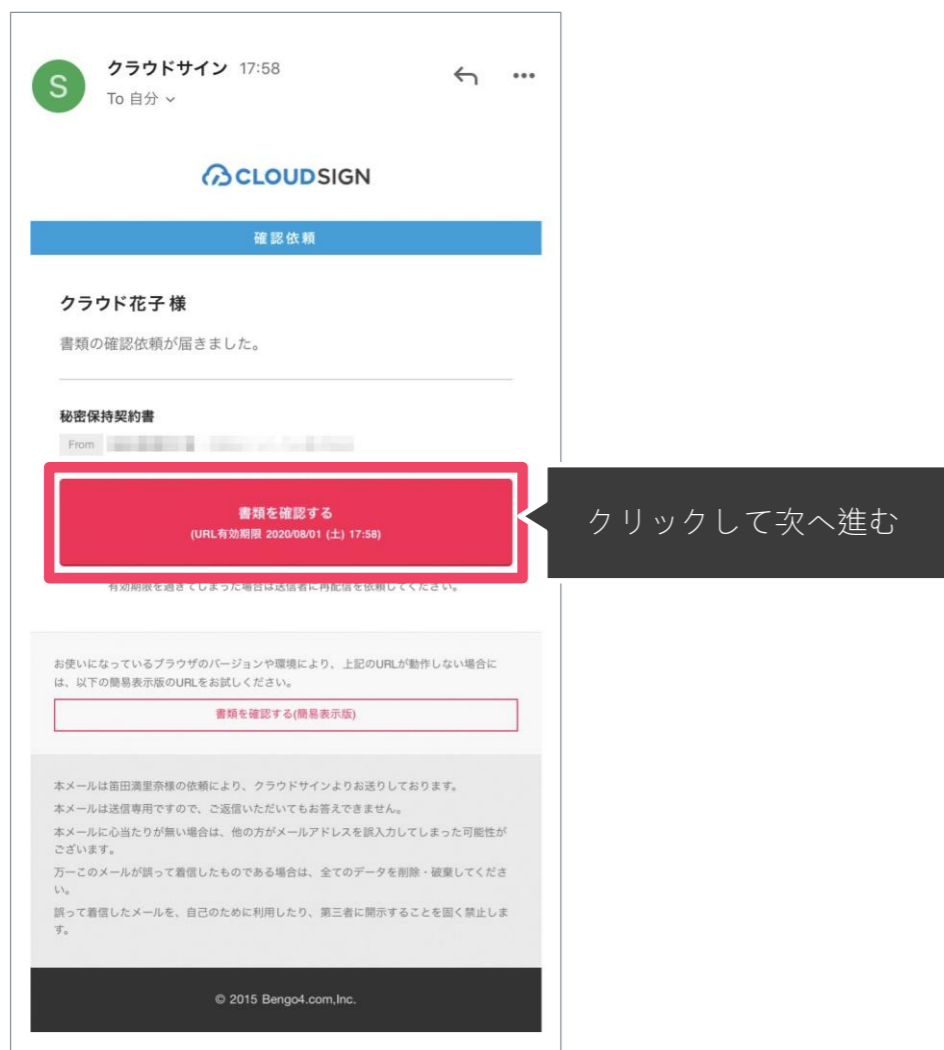 S
クラウドサイン 17:58
To 自分
CLOUDSIGN
確認依頼
クラウド花子 様
書類の確認依頼が届きました。
秘密保持契約書
From
書類を確認する
(URL有効期限 2020/08/01 (土) 17:58)
クリックして次へ進む
有効期限を過ぎてしまった場合は送信者に再配信を依頼してください。
お使いになっているブラウザのバージョンや環境により、上記のURLが動作しない場合に
は、以下の簡易表示版のURLをお試しください。
書類を確認する(簡易表示版)
本メールは笛田満里奈様の依頼により、クラウドサインよりお送りしております。
本メールは送信専用ですので、ご返信いただいてもお答えできません。
本メールに心当たりが無い場合は、他の方がメールアドレスを誤入力してしまった可能性が
ございます。
万一このメールが誤って着信したものである場合は、全てのデータを削除・破棄してくださ
い。
誤って着信したメールを、自己のために利用したり、第三者に開示することを固く禁止しま
す。
© 2015 Bengo4.com,Inc.